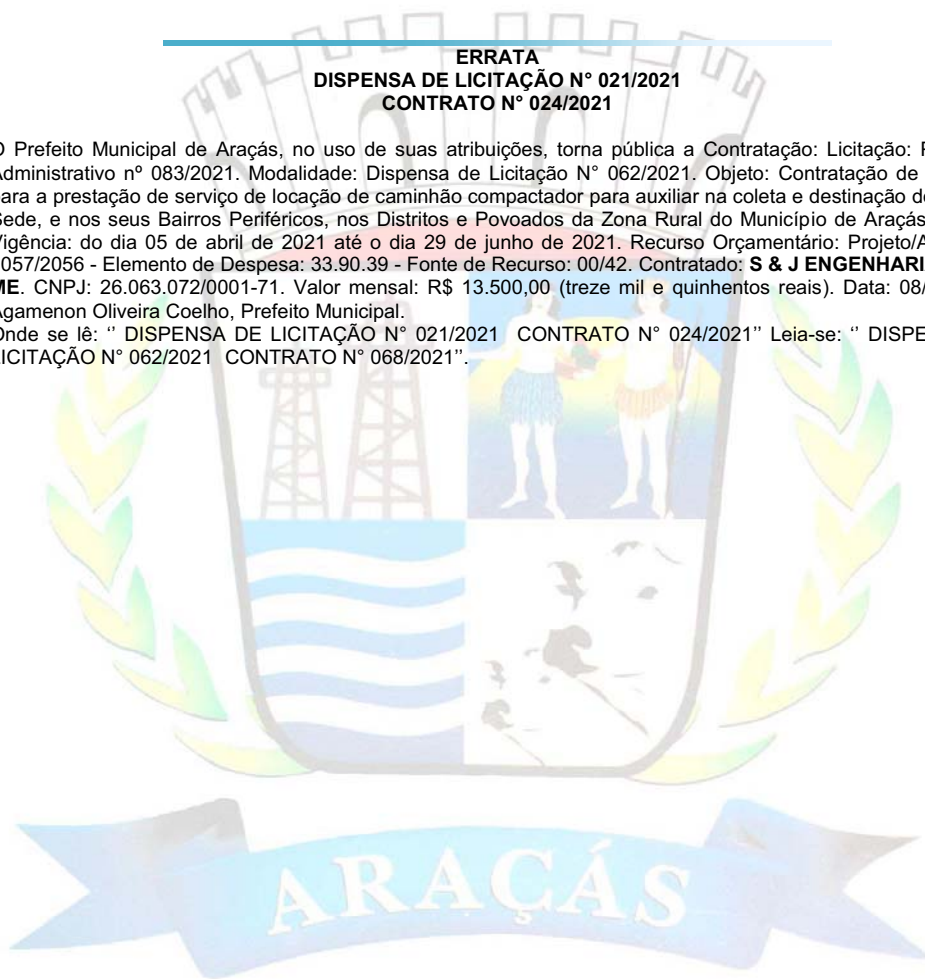 ERRATA
DISPENSA DE LICITAÇÃO N° 021/2021
CONTRATO N° 024/2021
O Prefeito Municipal de Araçás, no uso de suas atribuições, torna pública a Contratação: Licitação:
Administrativo nº 083/2021. Modalidade: Dispensa de Licitação N° 062/2021. Objeto: Contratação de
para a prestação de serviço de locação de caminhão compactador para auxiliar na coleta e destinação
Sede, e nos seus Bairros Periféricos, nos Distritos e Povoados da Zona Rural do Município de Araçás
Vigência: do dia 05 de abril de 2021 até o dia 29 de junho de 2021. Recurso Orçamentário:
2057/2056 - Elemento de Despesa: 33.90.39 - Fonte de Recurso: 00/42. Contratado: S & J
ME. CNPJ: 26.063.072/0001-71. Valor mensal: R$ 13.500,00 (treze mil e quinhentos reais). Data: 08/
Agamenon Oliveira Coelho, Prefeito Municipal.
Onde se lê: ‘’ DISPENSA DE LICITAÇÃO N° 021/2021 CONTRATO N° 024/2021’’ Leia-se: ‘’
LICITAÇÃO N° 062/2021 CONTRATO N° 068/2021’’.
ARAÇÁS